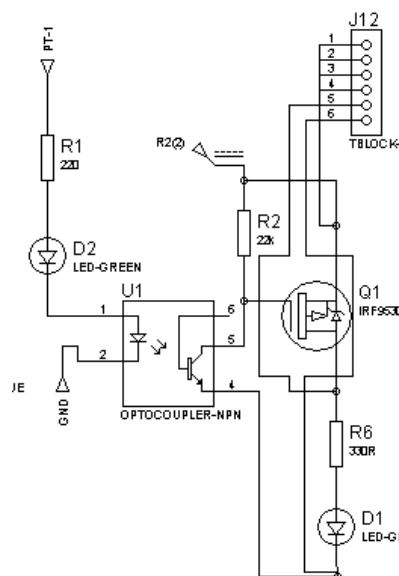 J12
1
2
3
4
5
6
TBLOCK-
PT-1
R1
220
R2(2)
R2
22k
D2
LED-GREEN
U1
Q1
IRF9530
1
6
5
2
4
JE
GND
OPTOCOUPLER-NPN
R6
330R
D1
LED-G